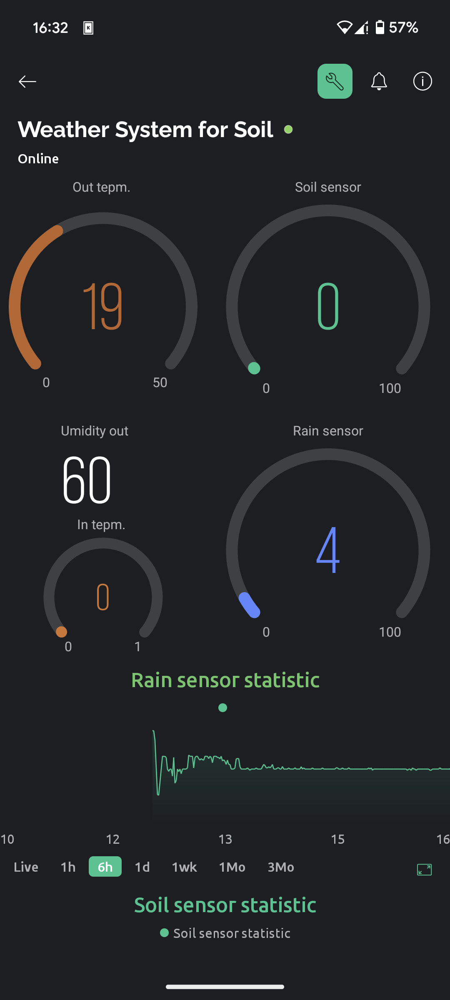 16:32
K
57%
Weather System for Soil
Online
Out tepm.
Soil sensor
19
0
0
50
0
100
Umidity out
Rain sensor
60
In tepm.
4
0
0
100
0
1
Rain sensor statistic
10
12
13
15
16
Live
1h
6h
1d
1wk
1Mo
3Mo
Soil sensor statistic
Soil sensor statistic